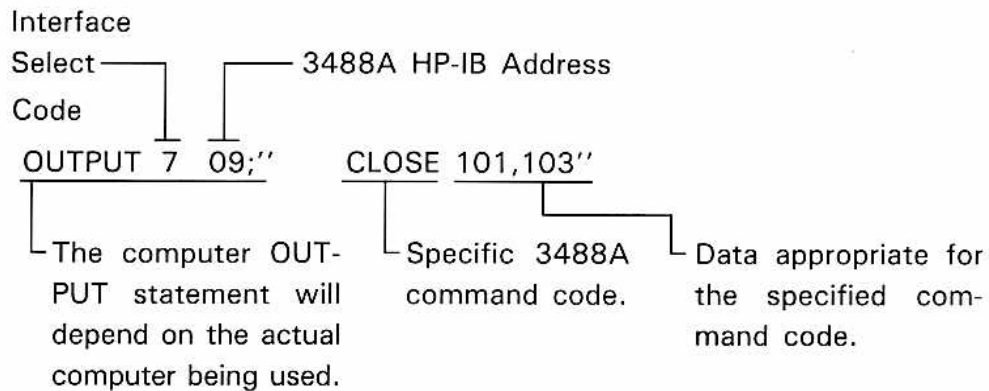 Interface
Select
3488A HP-IB Address
Code
OUTPUT 7 09;''
CLOSE 101,103''
The computer OUT-
PUT statement will
depend on the actual
computer being used.
Specific 3488A
command code.
Data appropriate for
the specified com-
mand code.